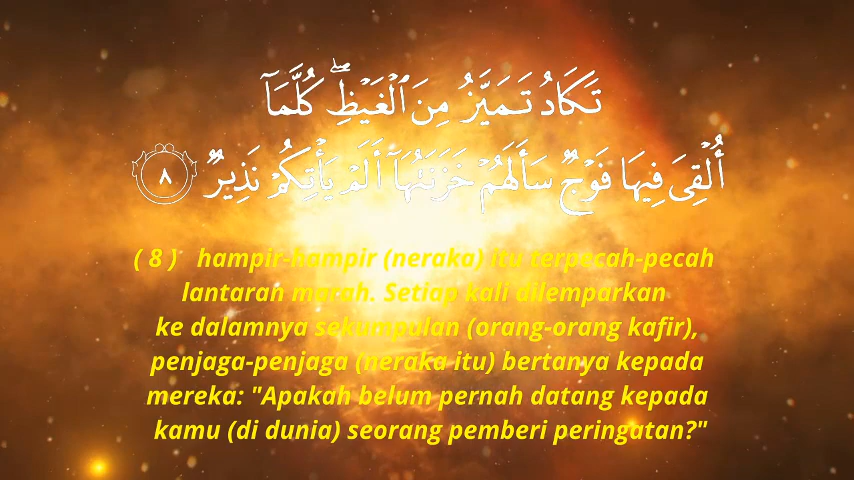 تَكَادُ تَمَيَّزُ مِنَ ٱلْغَيْظِ ۖ كُلَّمَآ
أُلْقِىَ فِيهَا فَوْجٌ سَأَلَهُمْ خَزَنَتُهَآ أَلَمْ يَأْتِكُمْ نَذِيرٌ ٨
( 8 ) hampir-hampir (neraka) itu terpecah-pecah
lantaran marah. Setiap kali dilemparkan
ke dalamnya sekumpulan (orang-orang kafir),
penjaga-penjaga (neraka itu) bertanya kepada
mereka: "Apakah belum pernah datang kepada
kamu (di dunia) seorang pemberi peringatan?"